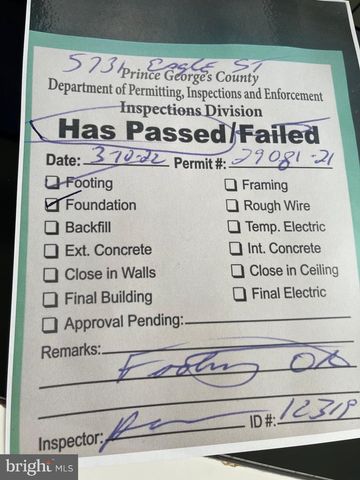 5731 Eagle ST
Prince George's County
Department of Permitting, Inspections and Enforcement
Inspections Division
Has Passed/Failed
Date: 3-10-22 Permit #: 29081-21
Footing
Framing
Foundation
Rough Wire
Backfill
Temp. Electric
Ext. Concrete
Int. Concrete
Close in Walls
Close in Ceiling
Final Building
Final Electric
Approval Pending:
Remarks:
Footing OK
Inspector: ID #: 12319
bright MLS